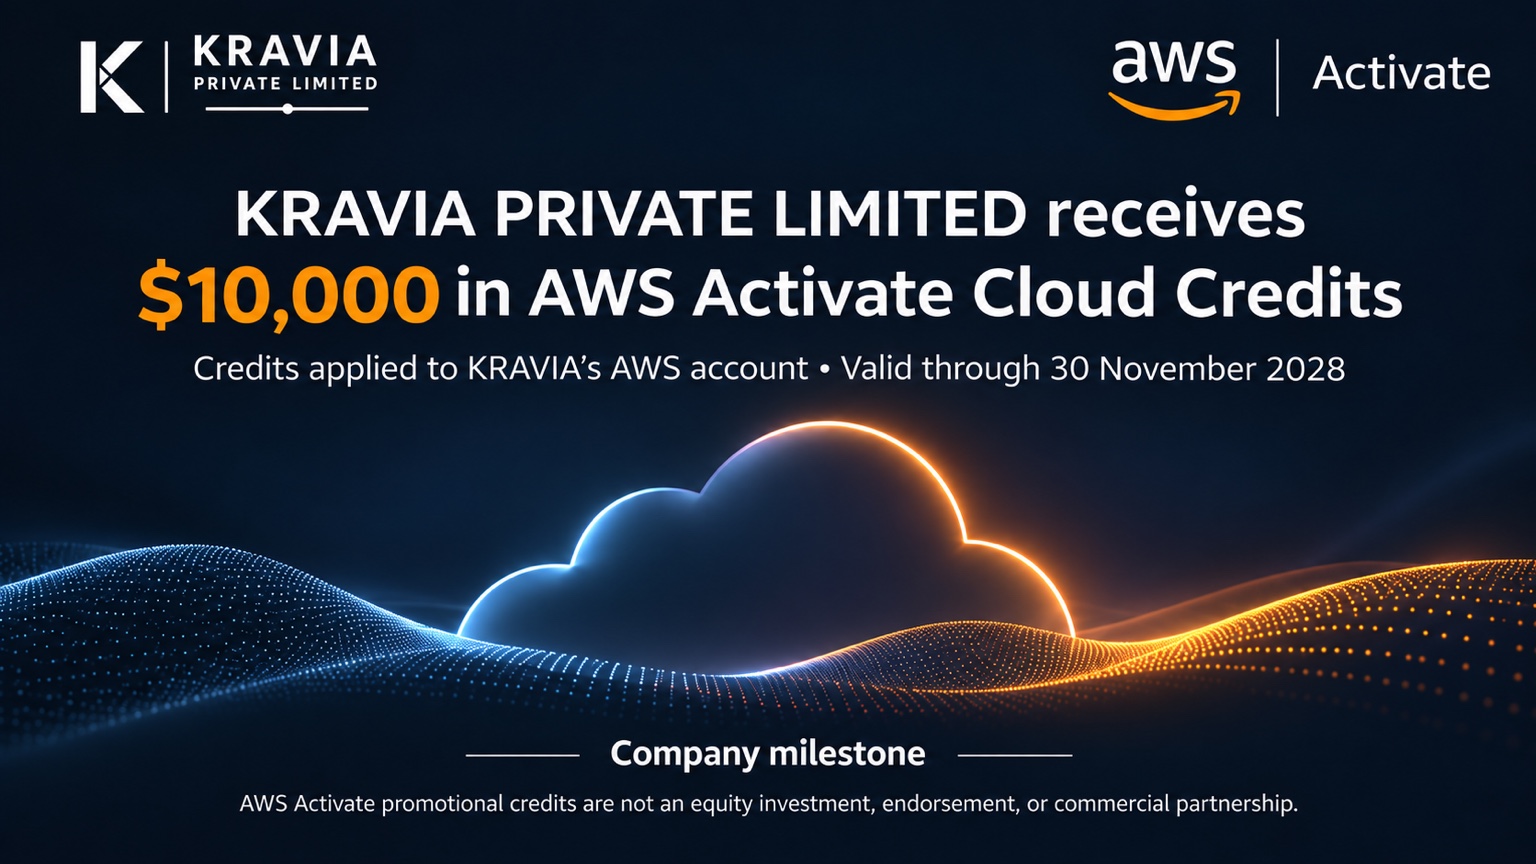 KRAVIA
PRIVATE LIMITED
aws
Activate
KRAVIA PRIVATE LIMITED receives
$10,000 in AWS Activate Cloud Credits
Credits applied to KRAVIA’s AWS account • Valid through 30 November 2028
Company milestone
AWS Activate promotional credits are not an equity investment, endorsement, or commercial partnership.